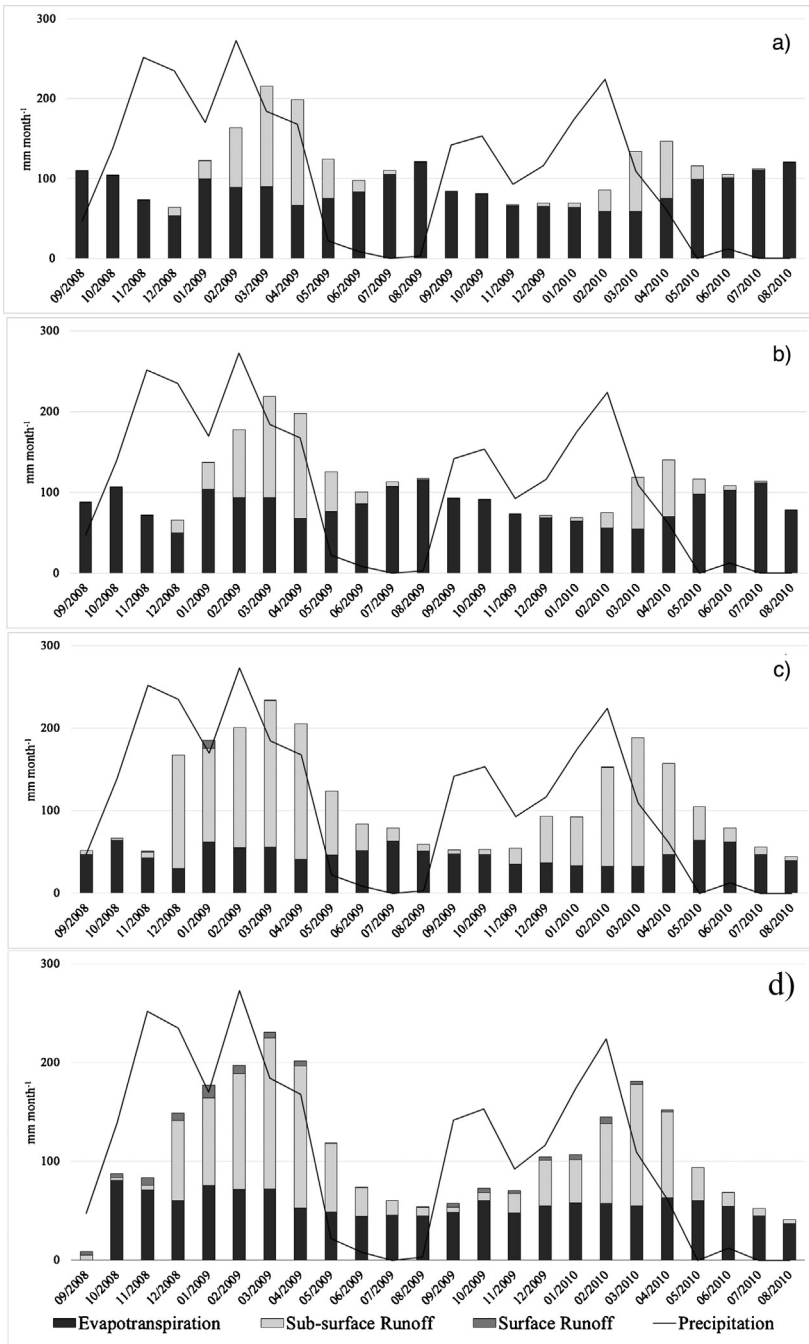 a)
300
200
100
0
mm month⁻¹
09/2008 10/2008 11/2008 12/2008 01/2009 02/2009 03/2009 04/2009 05/2009 06/2009 07/2009 08/2009 09/2009 10/2009 11/2009 12/2009 01/2010 02/2010 03/2010 04/2010 05/2010 06/2010 07/2010 08/2010
b)
300
200
100
0
mm month⁻¹
09/2008 10/2008 11/2008 12/2008 01/2009 02/2009 03/2009 04/2009 05/2009 06/2009 07/2009 08/2009 09/2009 10/2009 11/2009 12/2009 01/2010 02/2010 03/2010 04/2010 05/2010 06/2010 07/2010 08/2010
c)
300
200
100
0
mm month⁻¹
09/2008 10/2008 11/2008 12/2008 01/2009 02/2009 03/2009 04/2009 05/2009 06/2009 07/2009 08/2009 09/2009 10/2009 11/2009 12/2009 01/2010 02/2010 03/2010 04/2010 05/2010 06/2010 07/2010 08/2010
d)
300
200
100
0
mm month⁻¹
09/2008 10/2008 11/2008 12/2008 01/2009 02/2009 03/2009 04/2009 05/2009 06/2009 07/2009 08/2009 09/2009 10/2009 11/2009 12/2009 01/2010 02/2010 03/2010 04/2010 05/2010 06/2010 07/2010 08/2010
Evapotranspiration Sub-surface Runoff Surface Runoff Precipitation